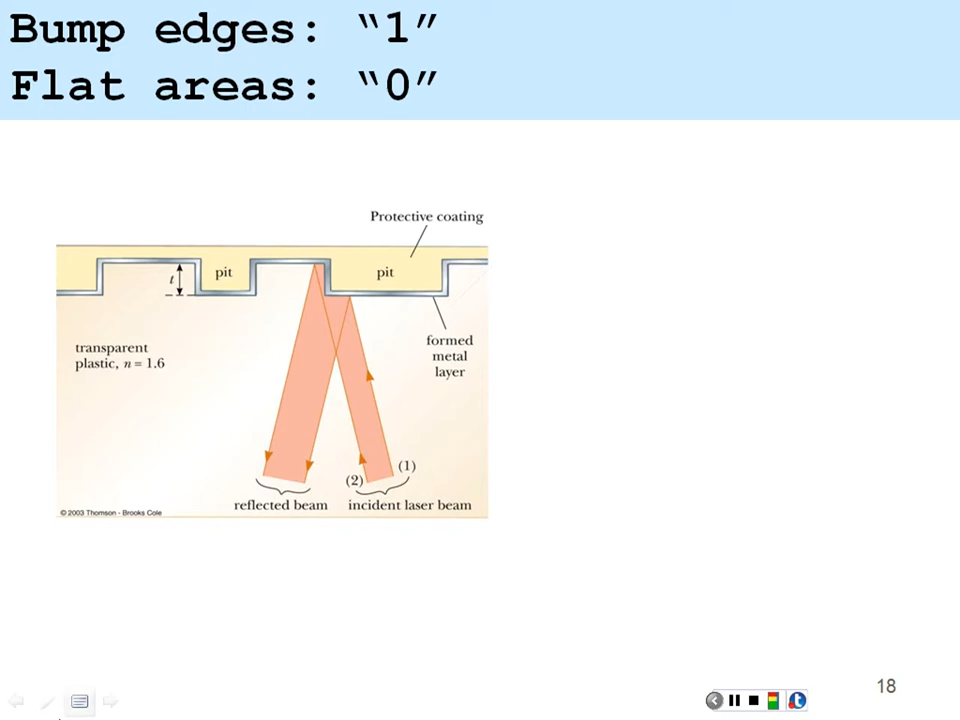 Bump edges: “1”
Flat areas: “0”
Protective coating
pit
pit
t
transparent
plastic, n = 1.6
formed
metal
layer
(1)
(2)
reflected beam
incident laser beam
© 2003 Thomson - Brooks Cole
18